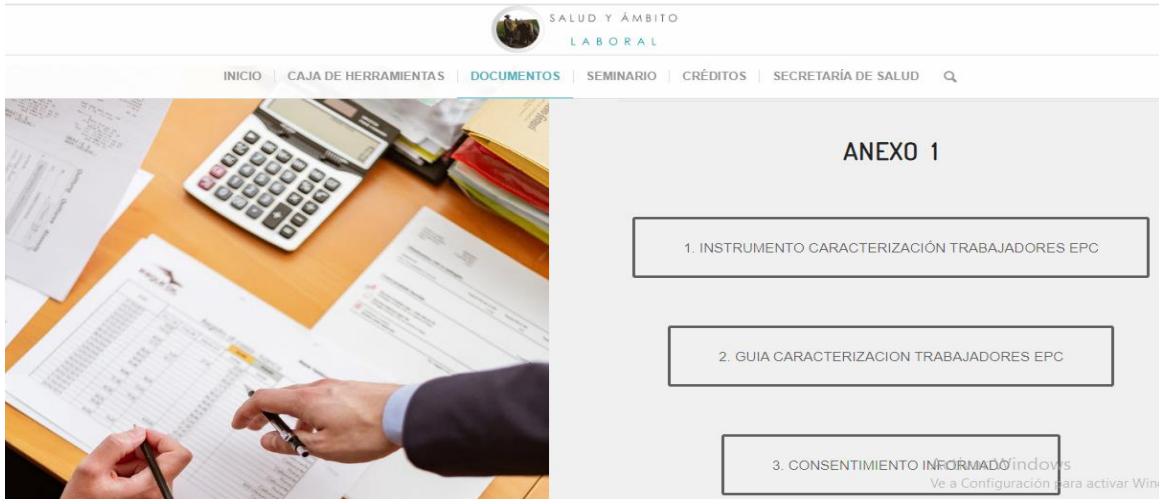 SALUD Y ÁMBITO
LABORAL
INICIO CAJA DE HERRAMIENTAS DOCUMENTOS SEMINARIO CRÉDITOS SECRETARÍA DE SALUD
ANEXO 1
1. INSTRUMENTO CARACTERIZACIÓN TRABAJADORES EPC
2. GUIA CARACTERIZACION TRABAJADORES EPC
3. CONSENTIMIENTO INFORMADO
Activar Windows
Ve a Configuración para activar